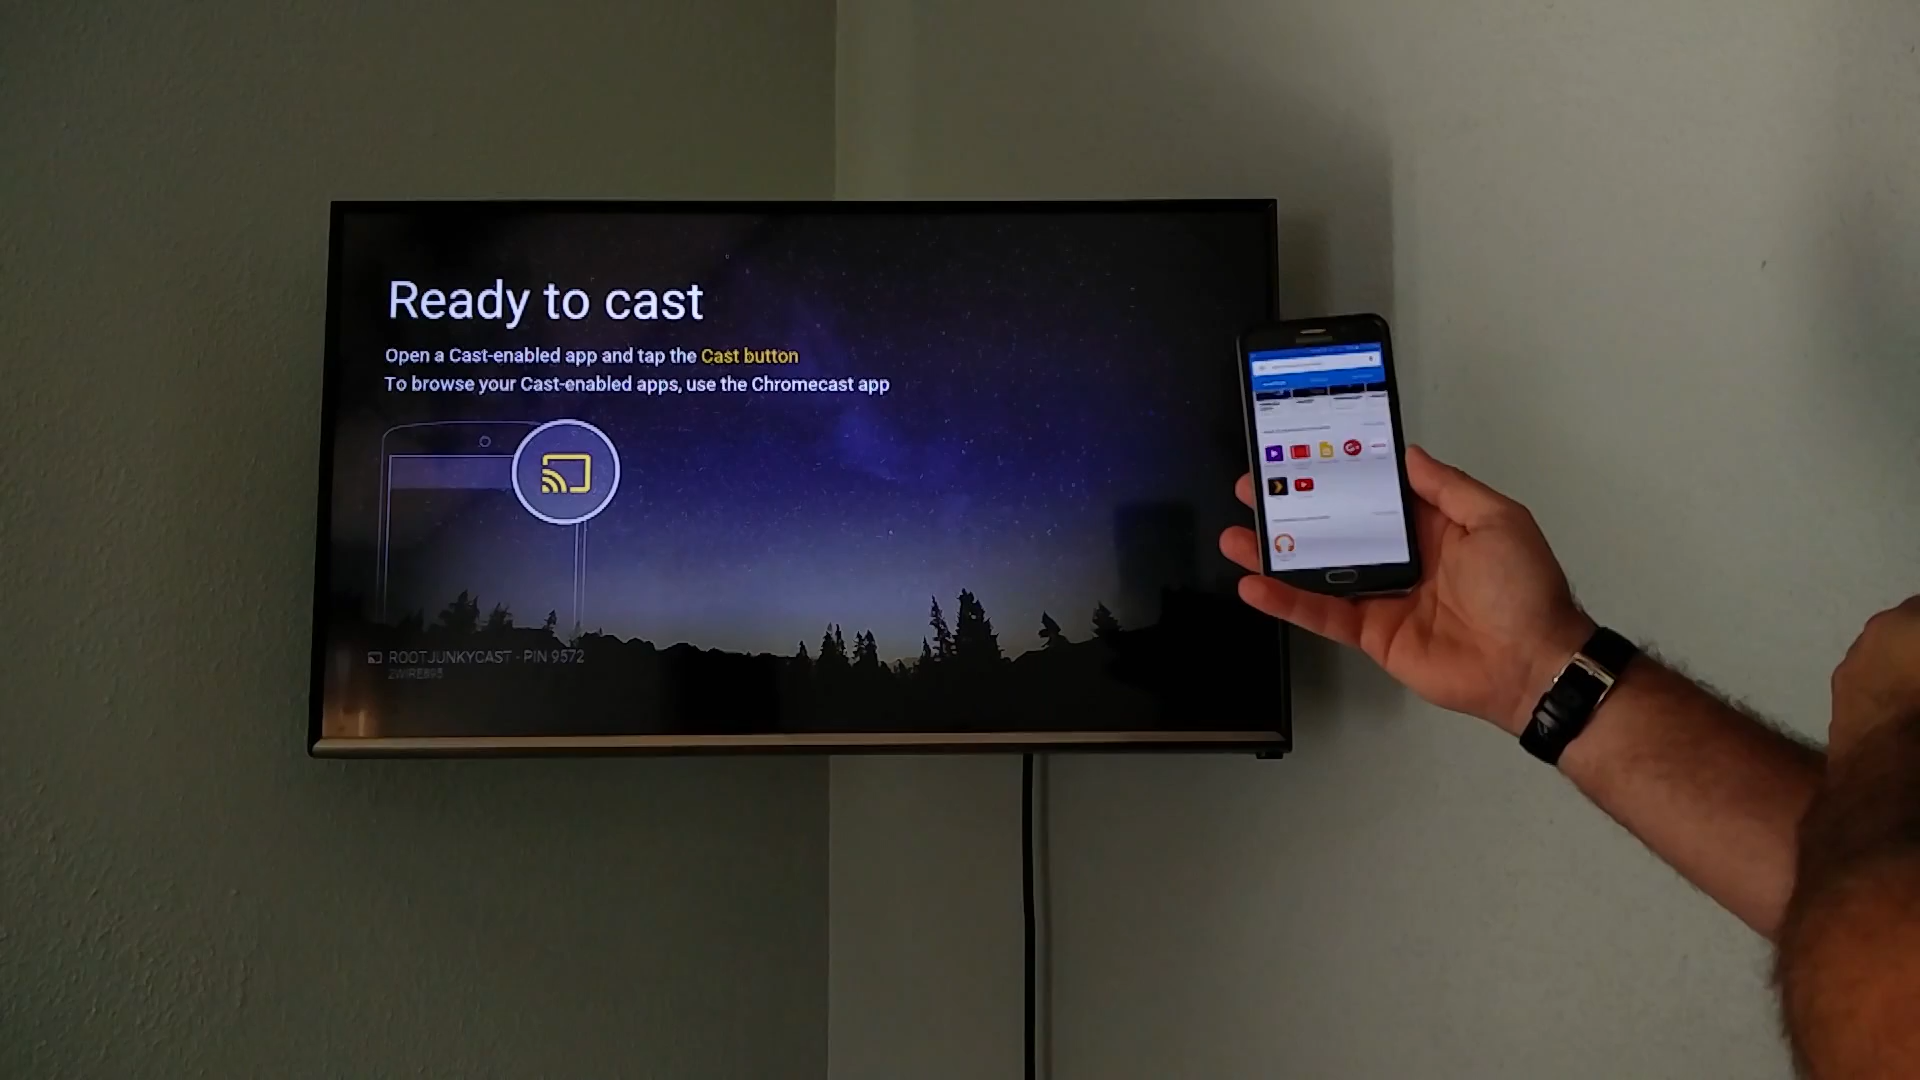 Ready to cast
Open a Cast-enabled app and tap the Cast button
To browse your Cast-enabled apps, use the Chromecast app
ROOTJUNKYCAST - PIN 9572
2WIRE895